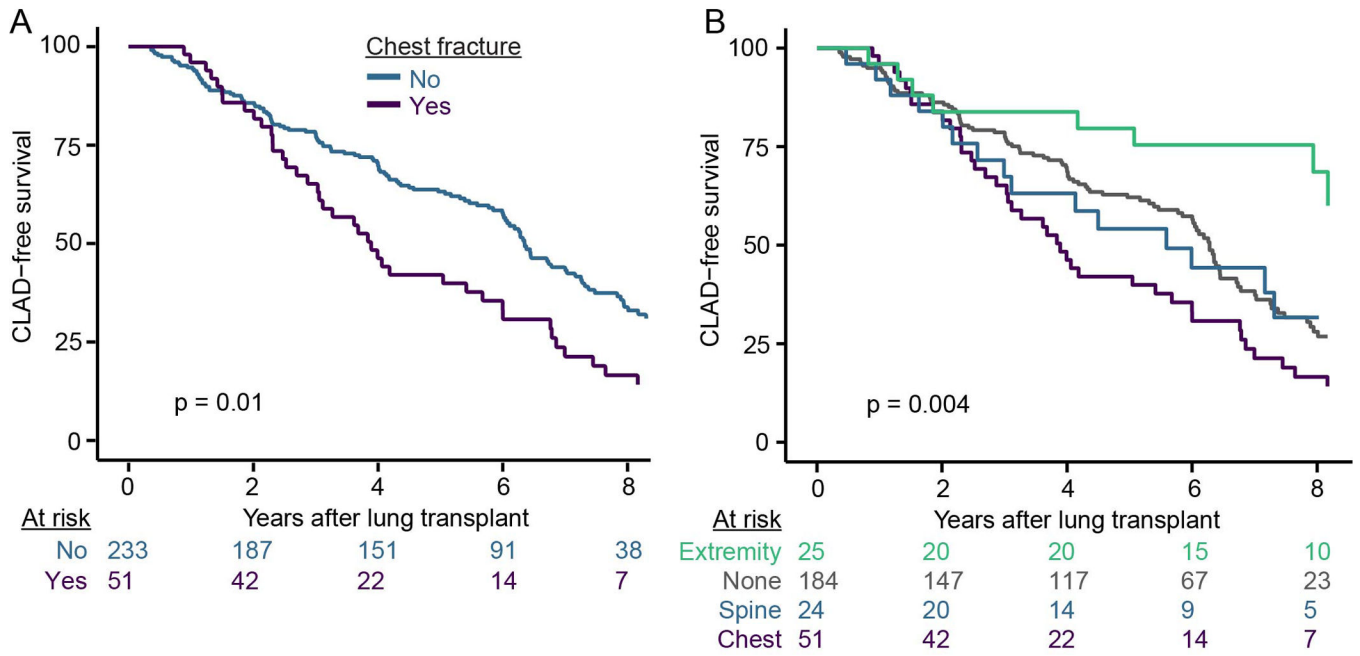 A
Chest fracture
No
Yes
CLAD-free survival
100
75
50
25
0
p = 0.01
0 2 4 6 8
Years after lung transplant
At risk
No 233 187 151 91 38
Yes 51 42 22 14 7
B
CLAD-free survival
100
75
50
25
0
p = 0.004
0 2 4 6 8
Years after lung transplant
At risk
Extremity 25 20 20 15 10
None 184 147 117 67 23
Spine 24 20 14 9 5
Chest 51 42 22 14 7